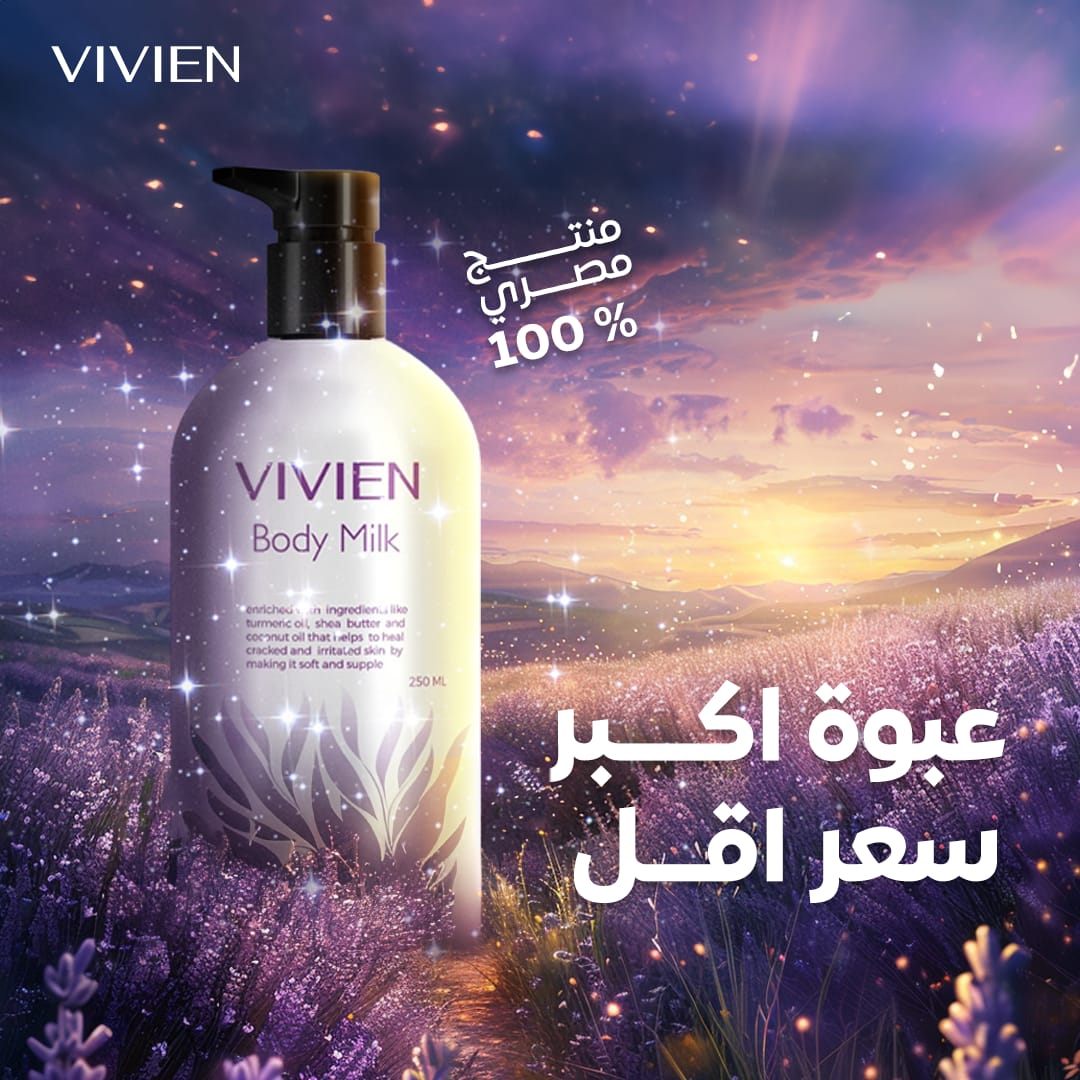 VIVIEN
منتج
مصري
100 %
VIVIEN
Body Milk
enriched with ingredients like
turmeric oil, shea butter and
coconut oil that helps to heal
cracked and irritated skin by
making it soft and supple
250 ML
عبوة اكبر
سعر اقل